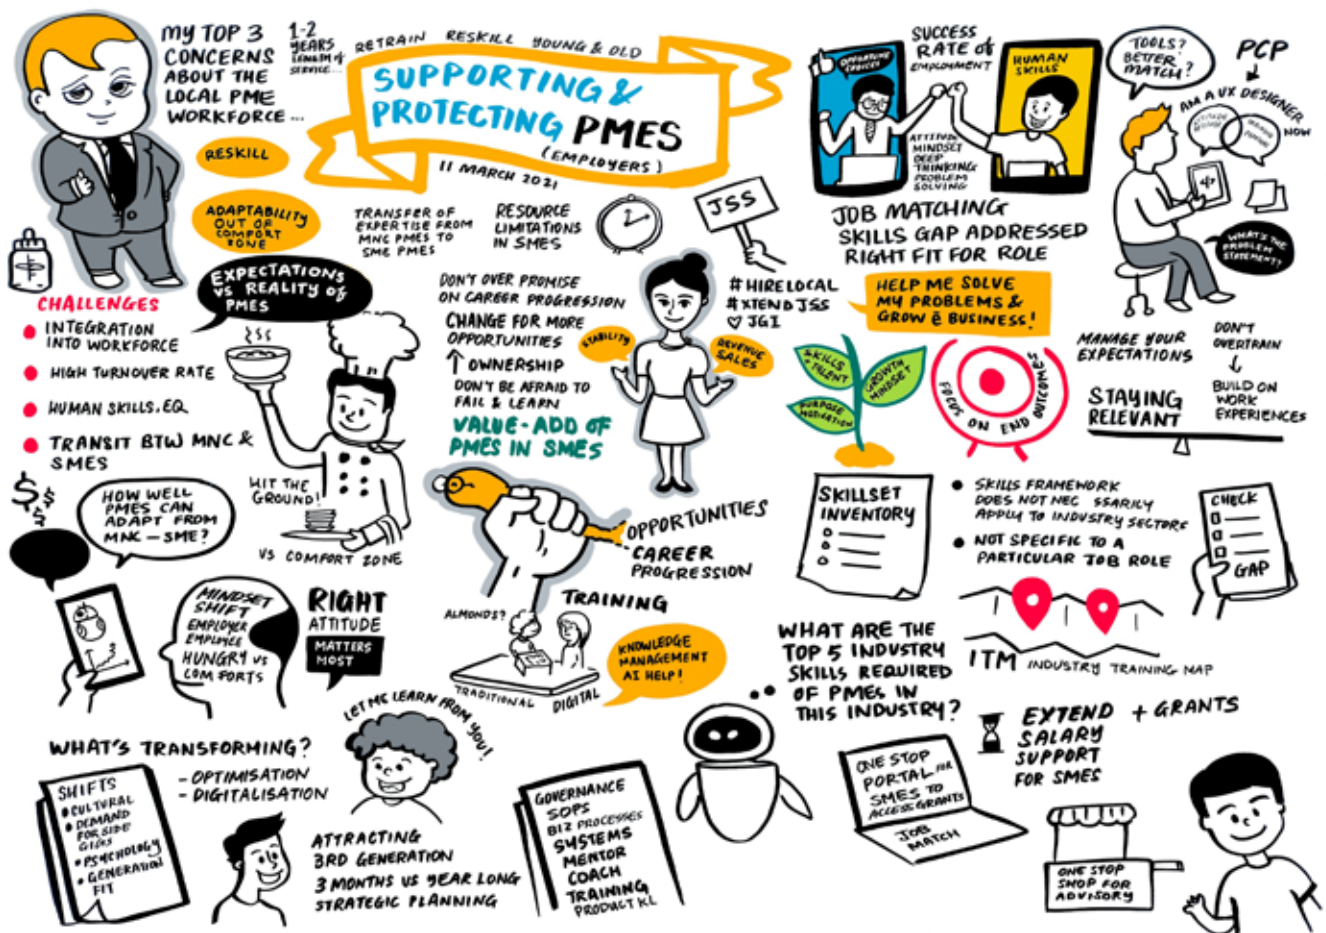 MY TOP 3
CONCERNS
ABOUT THE
LOCAL PME
WORKFORCE ...
1-2
YEARS
LENGTH of
SERVICE...
RETRAIN RESKILL YOUNG & OLD
SUPPORTING &
PROTECTING PMES
(EMPLOYERS)
11 MARCH 2021
RESKILL
ADAPTABILITY
OUT OF
COMFORT
ZONE
TRANSFER OF
EXPERTISE FROM
MNC PMES TO
SME PMES
RESOURCE
LIMITATIONS
IN SMES
JSS
SUCCESS
RATE of
EMPLOYMENT
HUMAN
SKILLS
ATTITUDE
MINDSET
DEEP
THINKING
PROBLEM
SOLVING
JOB MATCHING
SKILLS GAP ADDRESSED
RIGHT FIT FOR ROLE
TOOLS?
BETTER
MATCH?
PCP
AM A UX DESIGNER
NOW
WHAT'S THE
PROBLEM
STATEMENT?
EXPECTATIONS
VS REALITY OF
PMES
CHALLENGES
INTEGRATION
INTO WORKFORCE
HIGH TURNOVER RATE
HUMAN SKILLS.EQ
TRANSIT BTW MNC &
SMES
DON'T OVER PROMISE
ON CAREER PROGRESSION
CHANGE FOR MORE
OPPORTUNITIES
↑ OWNERSHIP
DON'T BE AFRAID TO
FAIL & LEARN
VALUE-ADD OF
PMES IN SMES
STABILITY
REVENUE
SALES
#HIRELOCAL
#XTENDJSS
♡ JGI
HELP ME SOLVE
MY PROBLEMS &
GROW ē BUSINESS!
SKILLS
+TALENT
GROWTH
MINDSET
PURPOSE
MOTIVATION
FOCUS ON END OUTCOMES
MANAGE YOUR
EXPECTATIONS
DON'T
OVERTRAIN
↓
BUILD ON
WORK
EXPERIENCES
STAYING
RELEVANT
$
$
$
HOW WELL
PMES CAN
ADAPT FROM
MNC - SME?
HIT THE
GROUND!
VS COMFORT ZONE
OPPORTUNITIES
CAREER
PROGRESSION
SKILLSET
INVENTORY
SKILLS FRAMEWORK
DOES NOT NEC SSARILY
APPLY TO INDUSTRY SECTORS
NOT SPECIFIC TO A
PARTICULAR JOB ROLE
CHECK
GAP
MINDSET
SHIFT
EMPLOYER
EMPLOYEE
HUNGRY VS
COMFORTS
RIGHT
ATTITUDE
MATTERS
MOST
TRAINING
ALMONDS?
TRADITIONAL
DIGITAL
KNOWLEDGE
MANAGEMENT
AI HELP!
WHAT ARE THE
TOP 5 INDUSTRY
SKILLS REQUIRED
OF PMES IN
THIS INDUSTRY?
ITM INDUSTRY TRAINING MAP
EXTEND + GRANTS
SALARY
SUPPORT
FOR SMES
WHAT'S TRANSFORMING?
- OPTIMISATION
- DIGITALISATION
SHIFTS
CULTURAL
DEMAND
FOR SIDE
GIGS
PSYCHOLOGY
GENERATION
FIT
LET ME LEARN FROM YOU!
ATTRACTING
3RD GENERATION
3 MONTHS VS YEAR LONG
STRATEGIC PLANNING
GOVERNANCE
SOPS
BIZ PROCESSES
SYSTEMS
MENTOR
COACH
TRAINING
PRODUCT KL
ONE STOP
PORTAL FOR
SMES TO
ACCESS GRANTS
JOB
MATCH
ONE STOP
SHOP FOR
ADVISORY